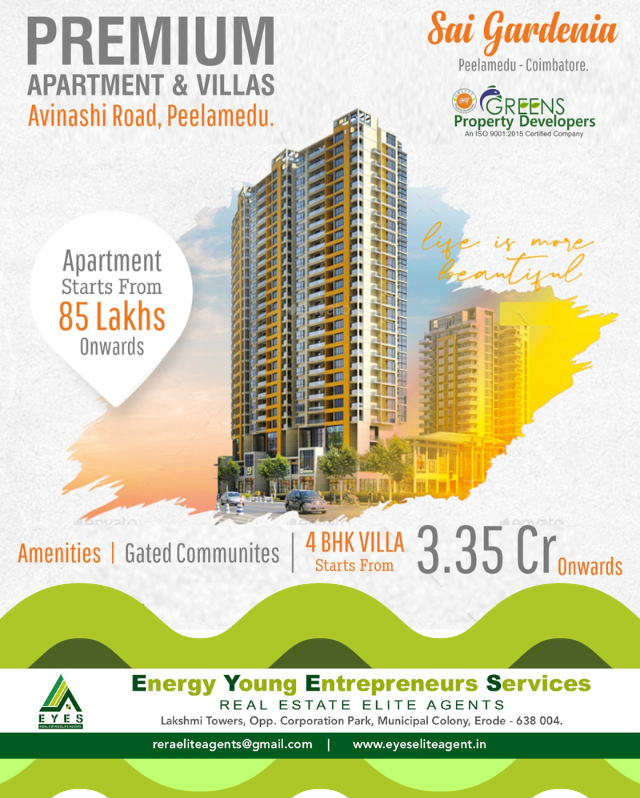 PREMIUM
APARTMENT & VILLAS
Avinashi Road, Peelamedu.
Sai Gardenia
Peelamedu - Coimbatore.
GREENS
Property Developers
An ISO 9001:2015 Certified Company
Apartment
Starts From
85 Lakhs
Onwards
life is more
beautiful
envato
envato
envato
Amenities | Gated Communites | 4 BHK VILLA
Starts From
3.35 Cr Onwards
EYES
Energy Young Entrepreneurs Services
REAL ESTATE ELITE AGENTS
Lakshmi Towers, Opp. Corporation Park, Municipal Colony, Erode - 638 004.
reraeliteagents@gmail.com | www.eyeseliteagent.in